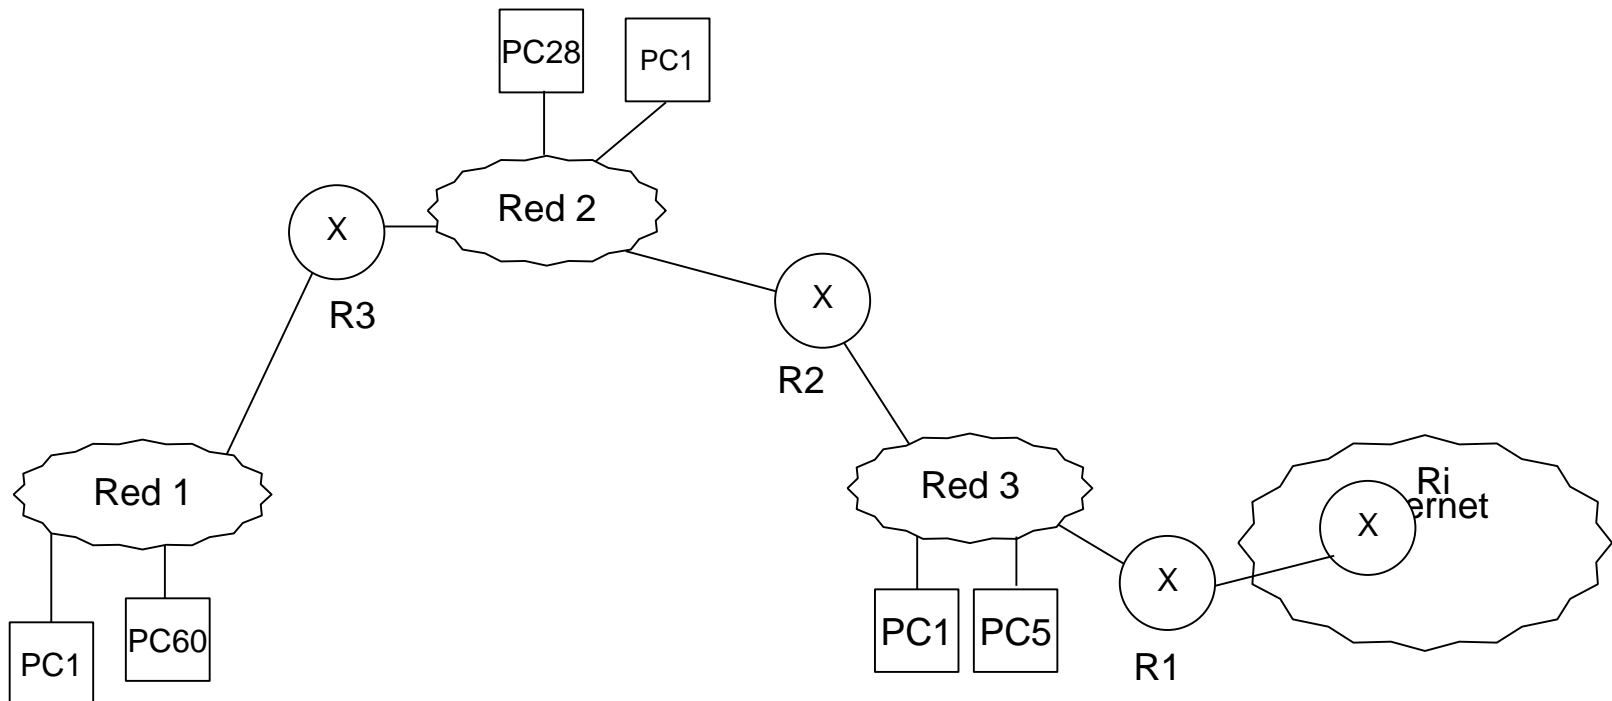 PC28
PC1
Red 2
X
R3
X
R2
Red 1
Red 3
Ri
ernet
X
X
PC1
PC60
PC1
PC5
R1